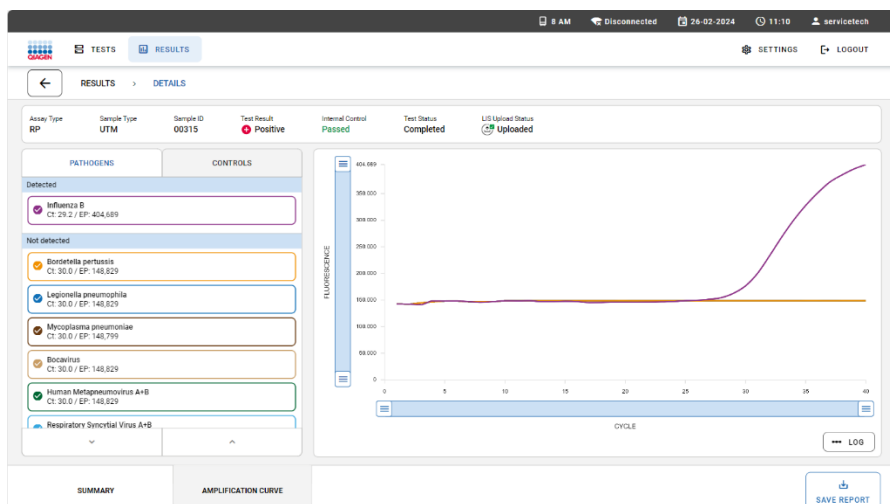 8 AM Disconnected 26-02-2024 11:10 servicetech
QIAGEN TESTS RESULTS SETTINGS LOGOUT
RESULTS > DETAILS
Assay Type Sample Type Sample ID Test Result Internal Control Test Status LIS Upload Status
RP UTM 00315 Positive Passed Completed Uploaded
PATHOGENS CONTROLS
Detected
Influenza B
Ct: 29.2 / EP: 404,689
Not detected
Bordetella pertussis
Ct: 30.0 / EP: 148,829
Legionella pneumophila
Ct: 30.0 / EP: 148,829
Mycoplasma pneumoniae
Ct: 30.0 / EP: 148,799
Bocavirus
Ct: 30.0 / EP: 148,829
Human Metapneumovirus A+B
Ct: 30.0 / EP: 148,829
Respiratory Syncytial Virus A+B
FLUORESCENCE
404.689
350.000
300.000
250.000
200.000
150.000
100.000
50.000
0
0 5 10 15 20 25 30 35 40
CYCLE
LOG
SUMMARY AMPLIFICATION CURVE
SAVE REPORT